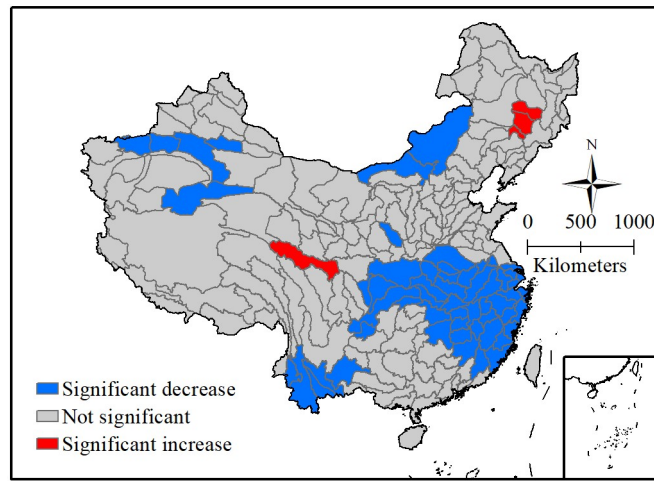 N
0 500 1000
Kilometers
Significant decrease
Not significant
Significant increase